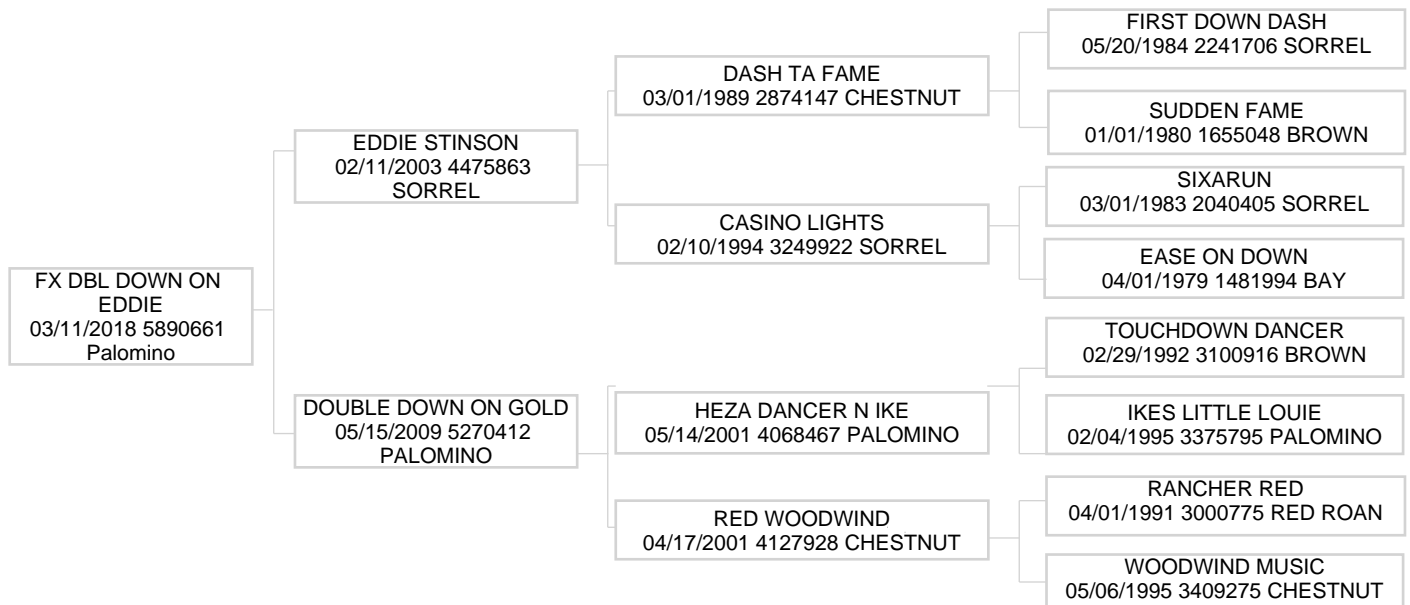 FX DBL DOWN ON
EDDIE
03/11/2018 5890661
Palomino
EDDIE STINSON
02/11/2003 4475863
SORREL
DOUBLE DOWN ON GOLD
05/15/2009 5270412
PALOMINO
DASH TA FAME
03/01/1989 2874147 CHESTNUT
CASINO LIGHTS
02/10/1994 3249922 SORREL
HEZA DANCER N IKE
05/14/2001 4068467 PALOMINO
RED WOODWIND
04/17/2001 4127928 CHESTNUT
FIRST DOWN DASH
05/20/1984 2241706 SORREL
SUDDEN FAME
01/01/1980 1655048 BROWN
SIXARUN
03/01/1983 2040405 SORREL
EASE ON DOWN
04/01/1979 1481994 BAY
TOUCHDOWN DANCER
02/29/1992 3100916 BROWN
IKES LITTLE LOUIE
02/04/1995 3375795 PALOMINO
RANCHER RED
04/01/1991 3000775 RED ROAN
WOODWIND MUSIC
05/06/1995 3409275 CHESTNUT